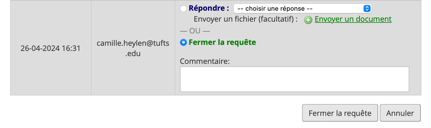 Répondre : -- choisir une réponse --
Envoyer un fichier (facultatif) : Envoyer un document
— OU —
Fermer la requête
26-04-2024 16:31
camille.heylen@tufts
.edu
Commentaire:
Fermer la requête Annuler